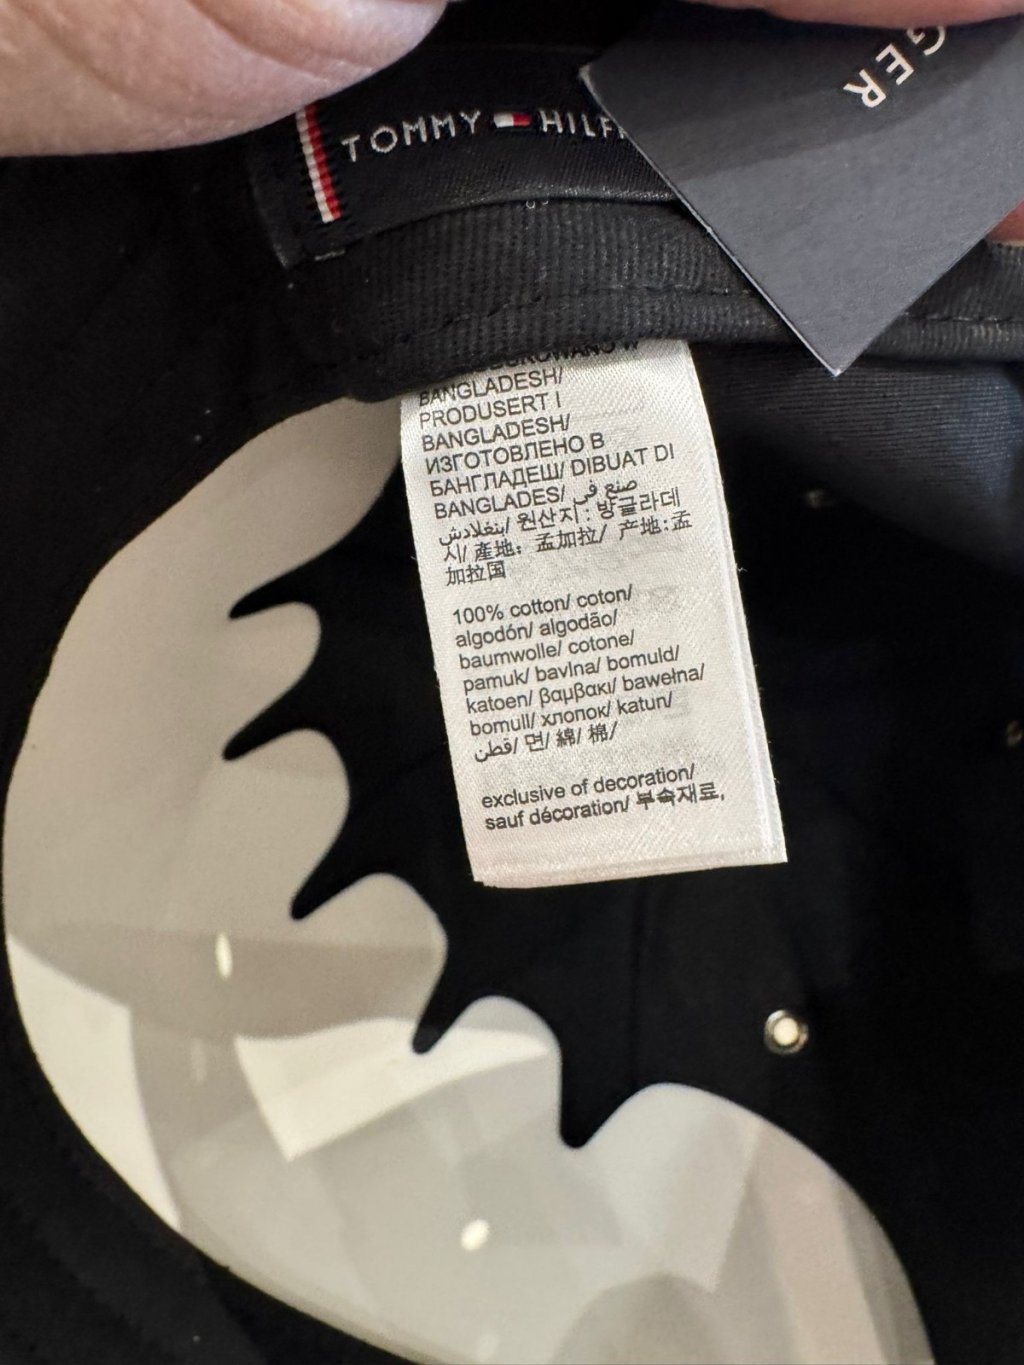 GER
TOMMY HILFI
BANGLADESH/
PRODUSERT I
BANGLADESH/
ИЗГОТОВЛЕНО В
БАНГЛАДЕШ/ DIBUAT DI
BANGLADES/ صنع في
بنغلادش/ 원산지 : 방글라데
시/ 產地: 孟加拉/ 产地:孟
加拉国
100% cotton/ coton/
algodón/ algodão/
baumwolle/ cotone/
pamuk/ bavlna/ bomuld/
katoen/ βαμβακι/ bawełna/
bomull/ хлопок/ katun/
قطن/ 면/ 綿/ 棉/
exclusive of decoration/
sauf décoration/ 부속재료,